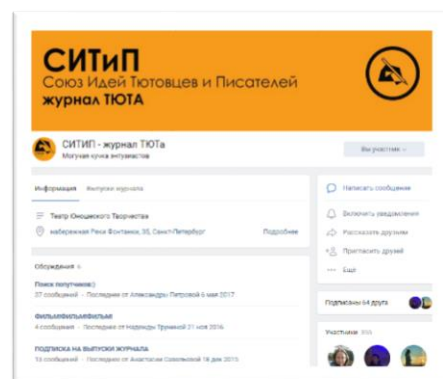 СИТиП
Союз Идей Тютовцев и Писателей
журнал ТЮТА
СИТИП - журнал ТЮТа
Могучая кучка энтузиастов
Вы участник
Информация Выпуски журнала
Театр Юношеского Творчества
набережная Реки Фонтанки, 35, Санкт-Петербург Подробнее
Обсуждения 6
Поиск попутчиков:)
27 сообщений · Последнее от Александры Петровой 6 мая 2017
ФИЛЬМФИЛЬМФИЛЬМ
4 сообщения · Последнее от Надежды 21 ноя 2016
ПОДПИСКА НА ВЫПУСКИ ЖУРНАЛА
сообщений · Последнее от Анастасии Савельевой 18 дек 2015
Написать сообщение
Включить уведомления
Рассказать друзьям
Пригласить друзей
Ещё
Подписаны 64 друга
Участники